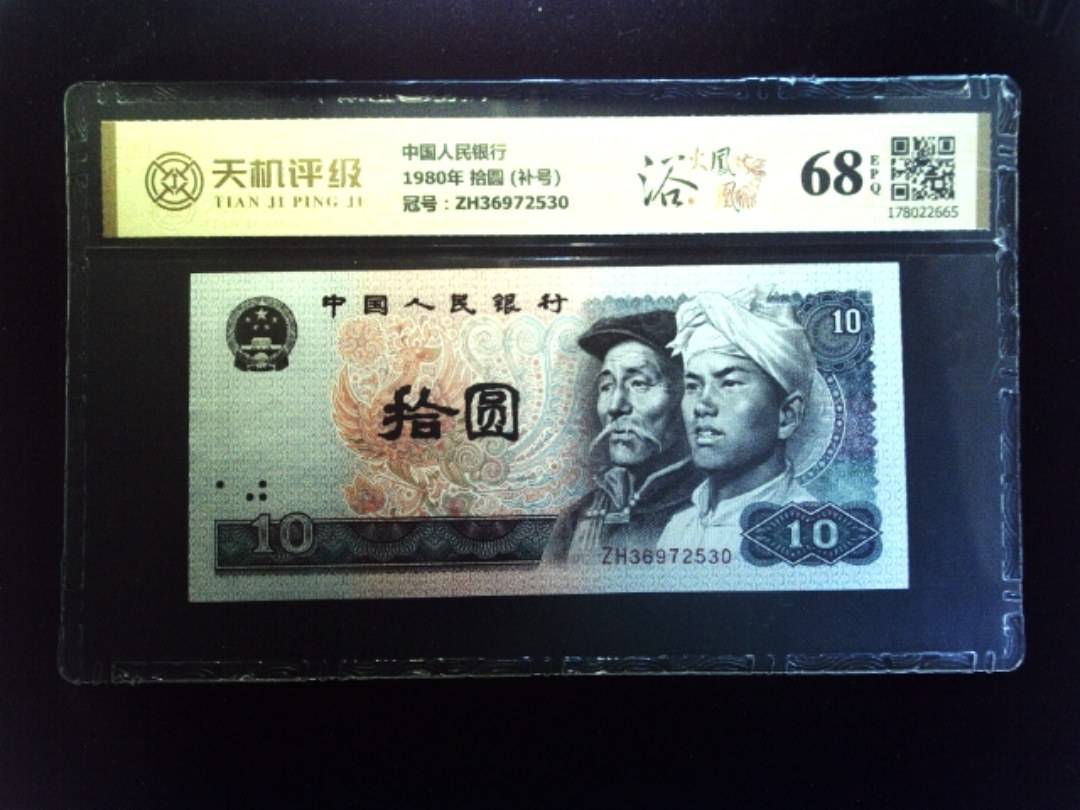 天机评级
TIAN JI PING JI
中国人民银行
1980年 拾圆 (补号)
冠号：ZH36972530
浴火凤凰
68
EPQ
178022665
中国人民银行
10
拾圆
10
ZH36972530
10